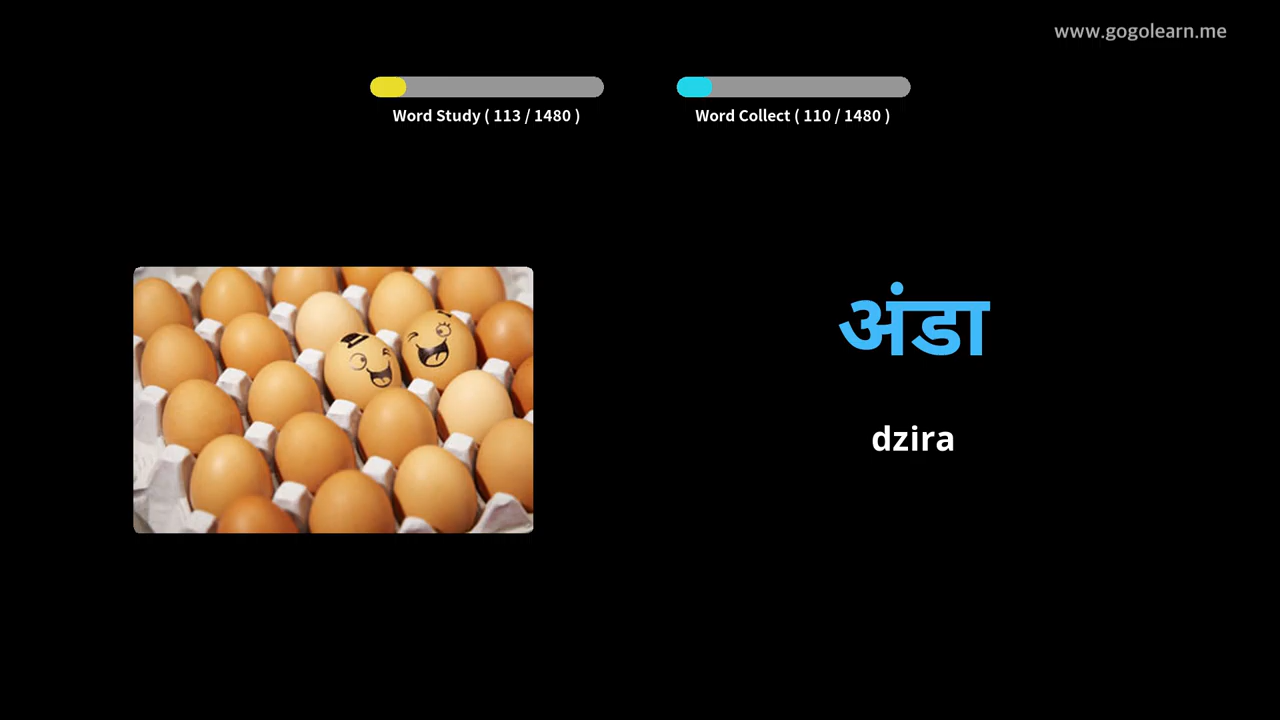 www.gogolearn.me
Word Study ( 113 / 1480 )
Word Collect ( 110 / 1480 )
अंडा
dzira